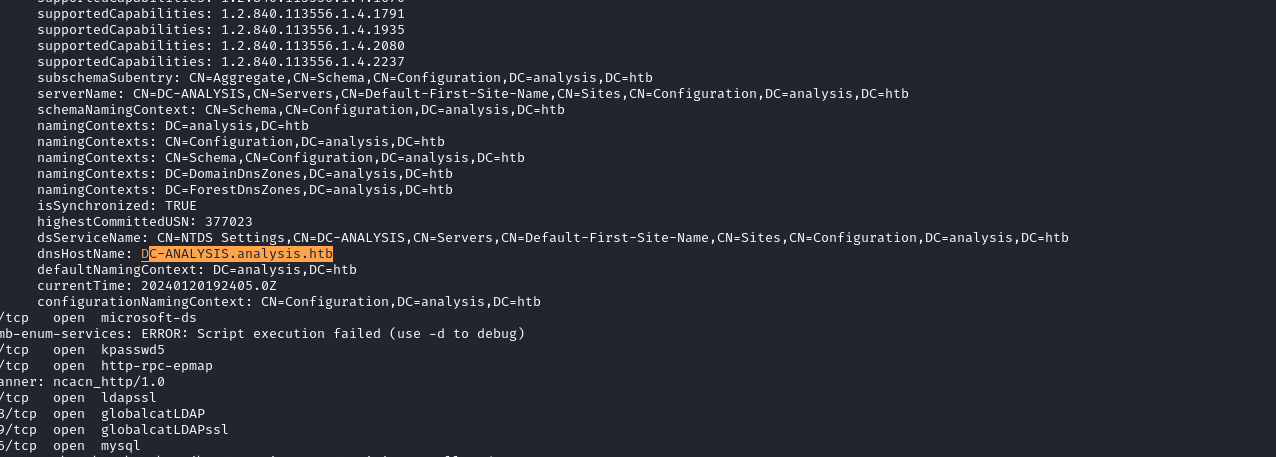 supportedCapabilities: 1.2.840.113556.1.4.1791
supportedCapabilities: 1.2.840.113556.1.4.1935
supportedCapabilities: 1.2.840.113556.1.4.2080
supportedCapabilities: 1.2.840.113556.1.4.2237
subschemaSubentry: CN=Aggregate,CN=Schema,CN=Configuration,DC=analysis,DC=htb
serverName: CN=DC-ANALYSIS,CN=Servers,CN=Default-First-Site-Name,CN=Sites,CN=Configuration,DC=analysis,DC=htb
schemaNamingContext: CN=Schema,CN=Configuration,DC=analysis,DC=htb
namingContexts: DC=analysis,DC=htb
namingContexts: CN=Configuration,DC=analysis,DC=htb
namingContexts: CN=Schema,CN=Configuration,DC=analysis,DC=htb
namingContexts: DC=DomainDnsZones,DC=analysis,DC=htb
namingContexts: DC=ForestDnsZones,DC=analysis,DC=htb
isSynchronized: TRUE
highestCommittedUSN: 377023
dsServiceName: CN=NTDS Settings,CN=DC-ANALYSIS,CN=Servers,CN=Default-First-Site-Name,CN=Sites,CN=Configuration,DC=analysis,DC=htb
dnsHostName: DC-ANALYSIS.analysis.htb
defaultNamingContext: DC=analysis,DC=htb
currentTime: 20240120192405.0Z
configurationNamingContext: CN=Configuration,DC=analysis,DC=htb
/tcp open microsoft-ds
mb-enum-services: ERROR: Script execution failed (use -d to debug)
/tcp open kpasswd5
/tcp open http-rpc-epmap
anner: ncacn_http/1.0
/tcp open ldapssl
8/tcp open globalcatLDAP
9/tcp open globalcatLDAPssl
6/tcp open mysql